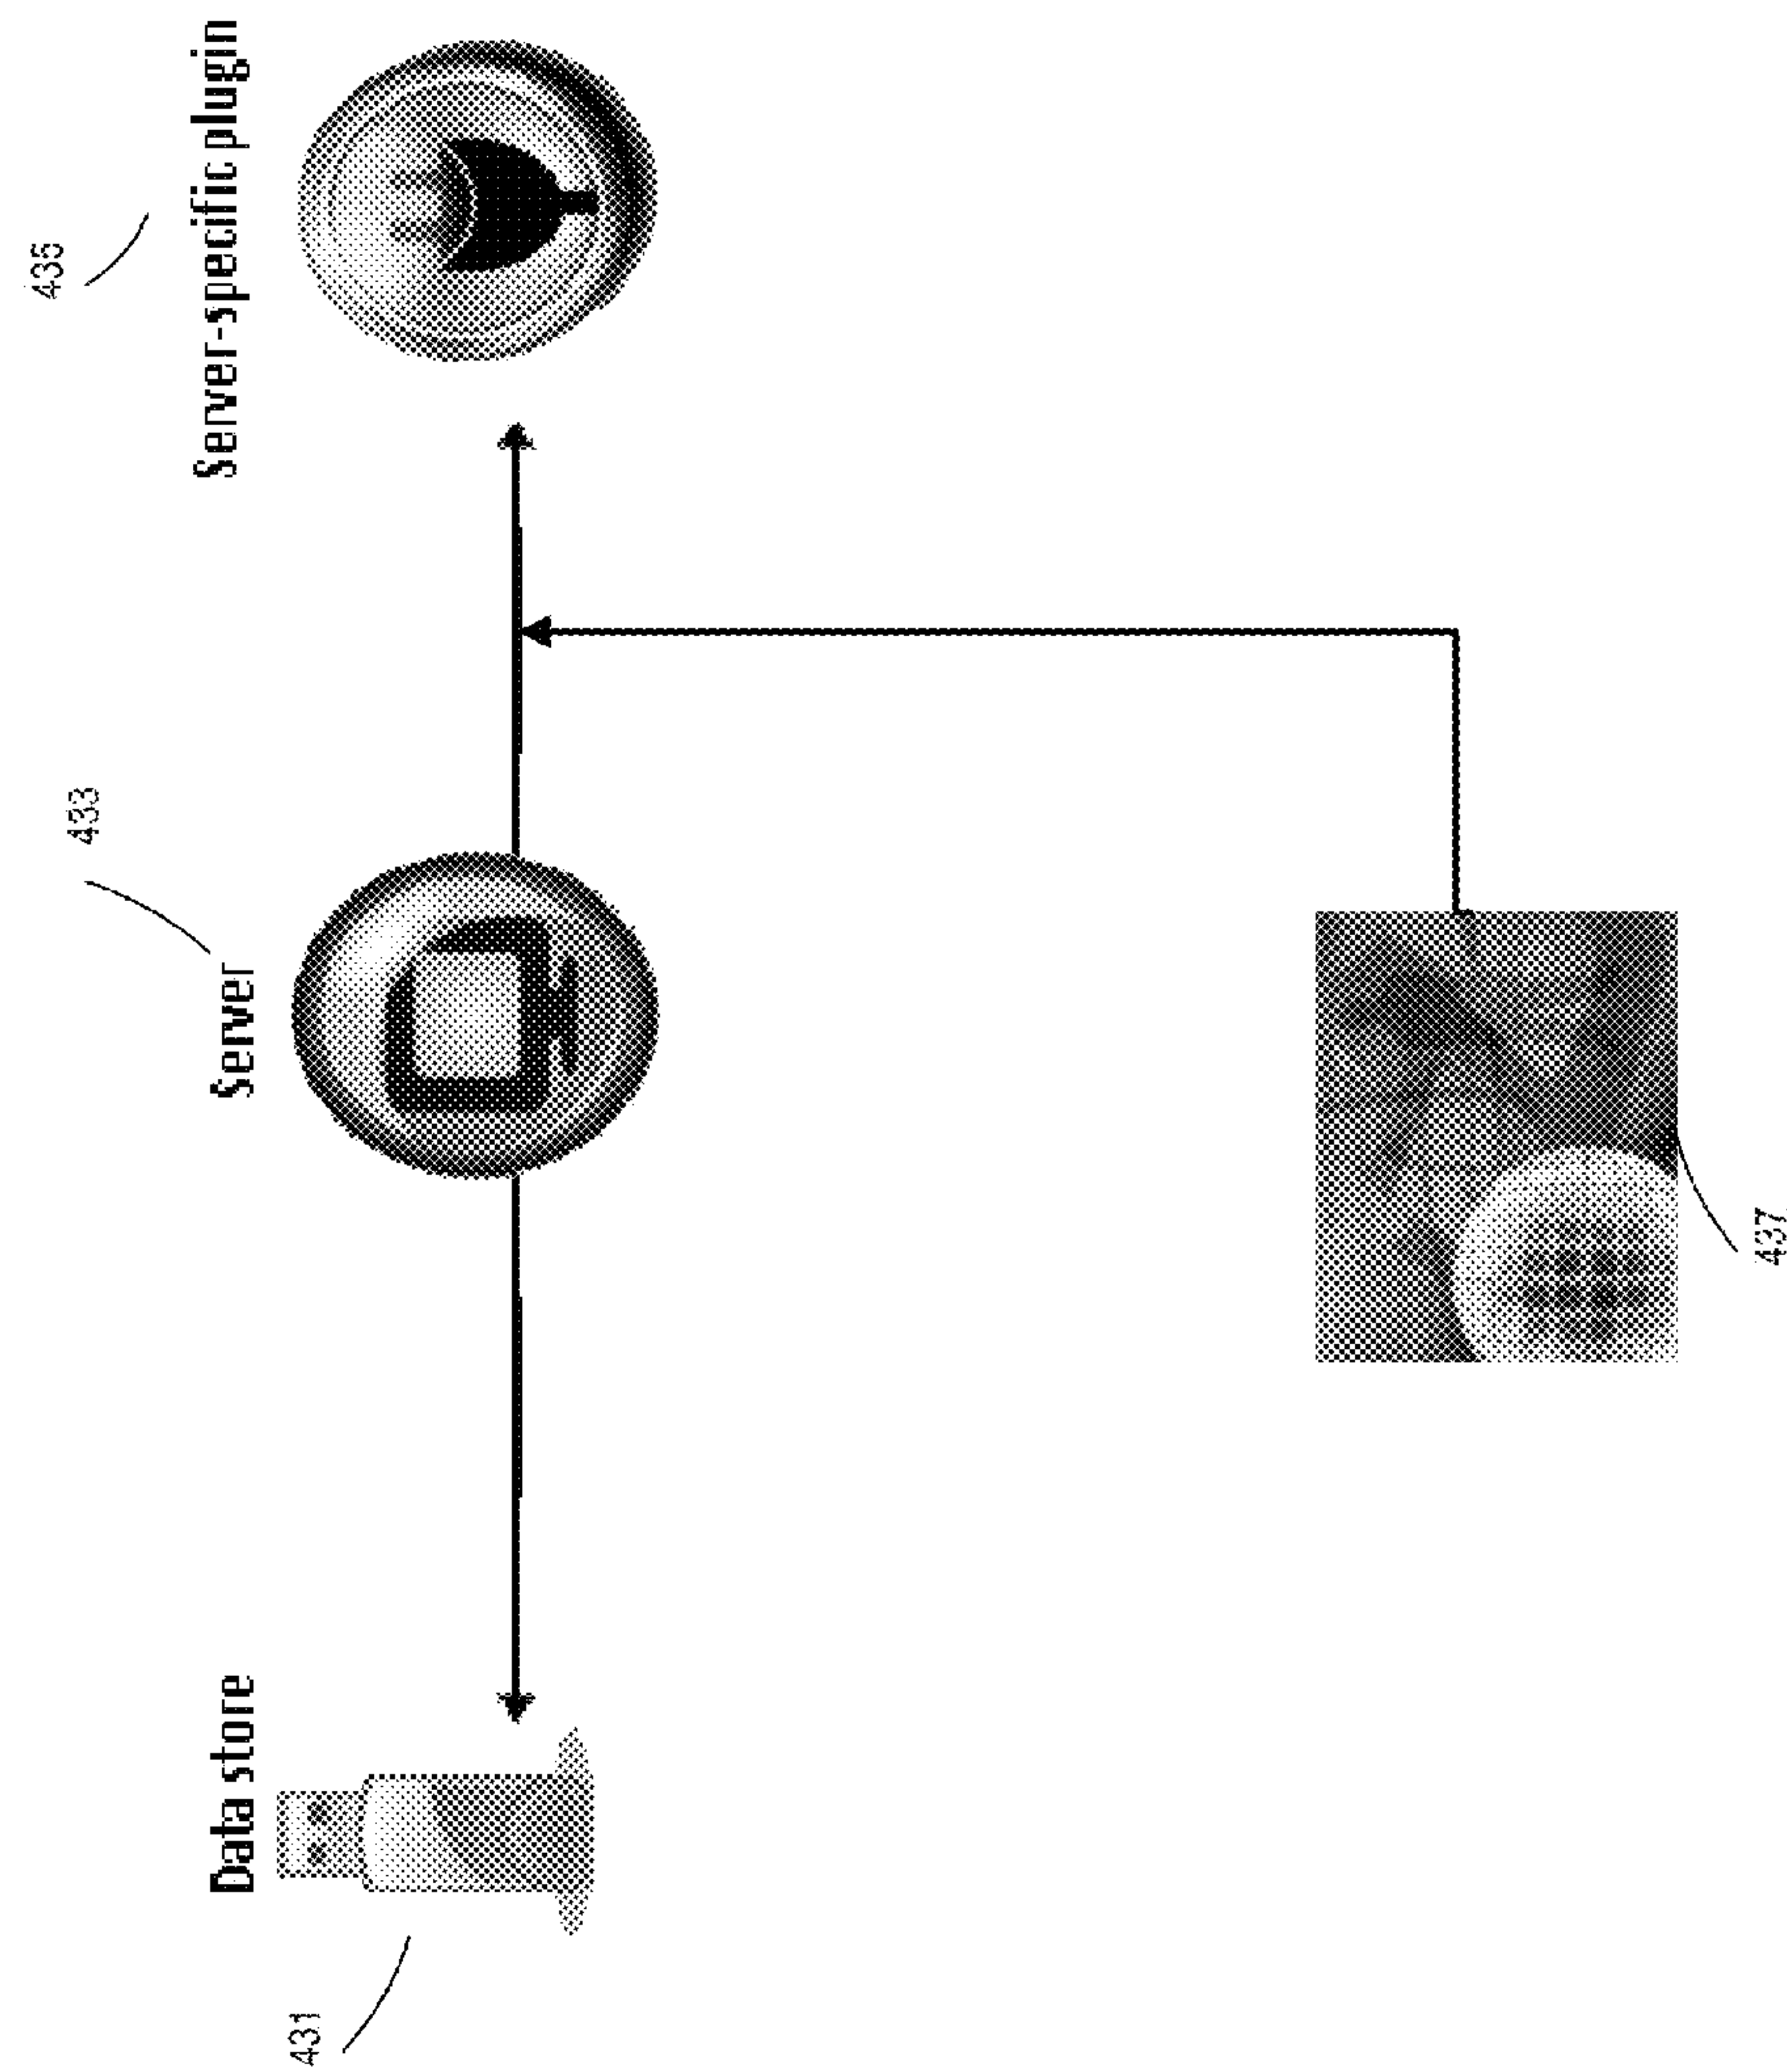 Data store
Server
Server-specific plugin
431
433
435
437